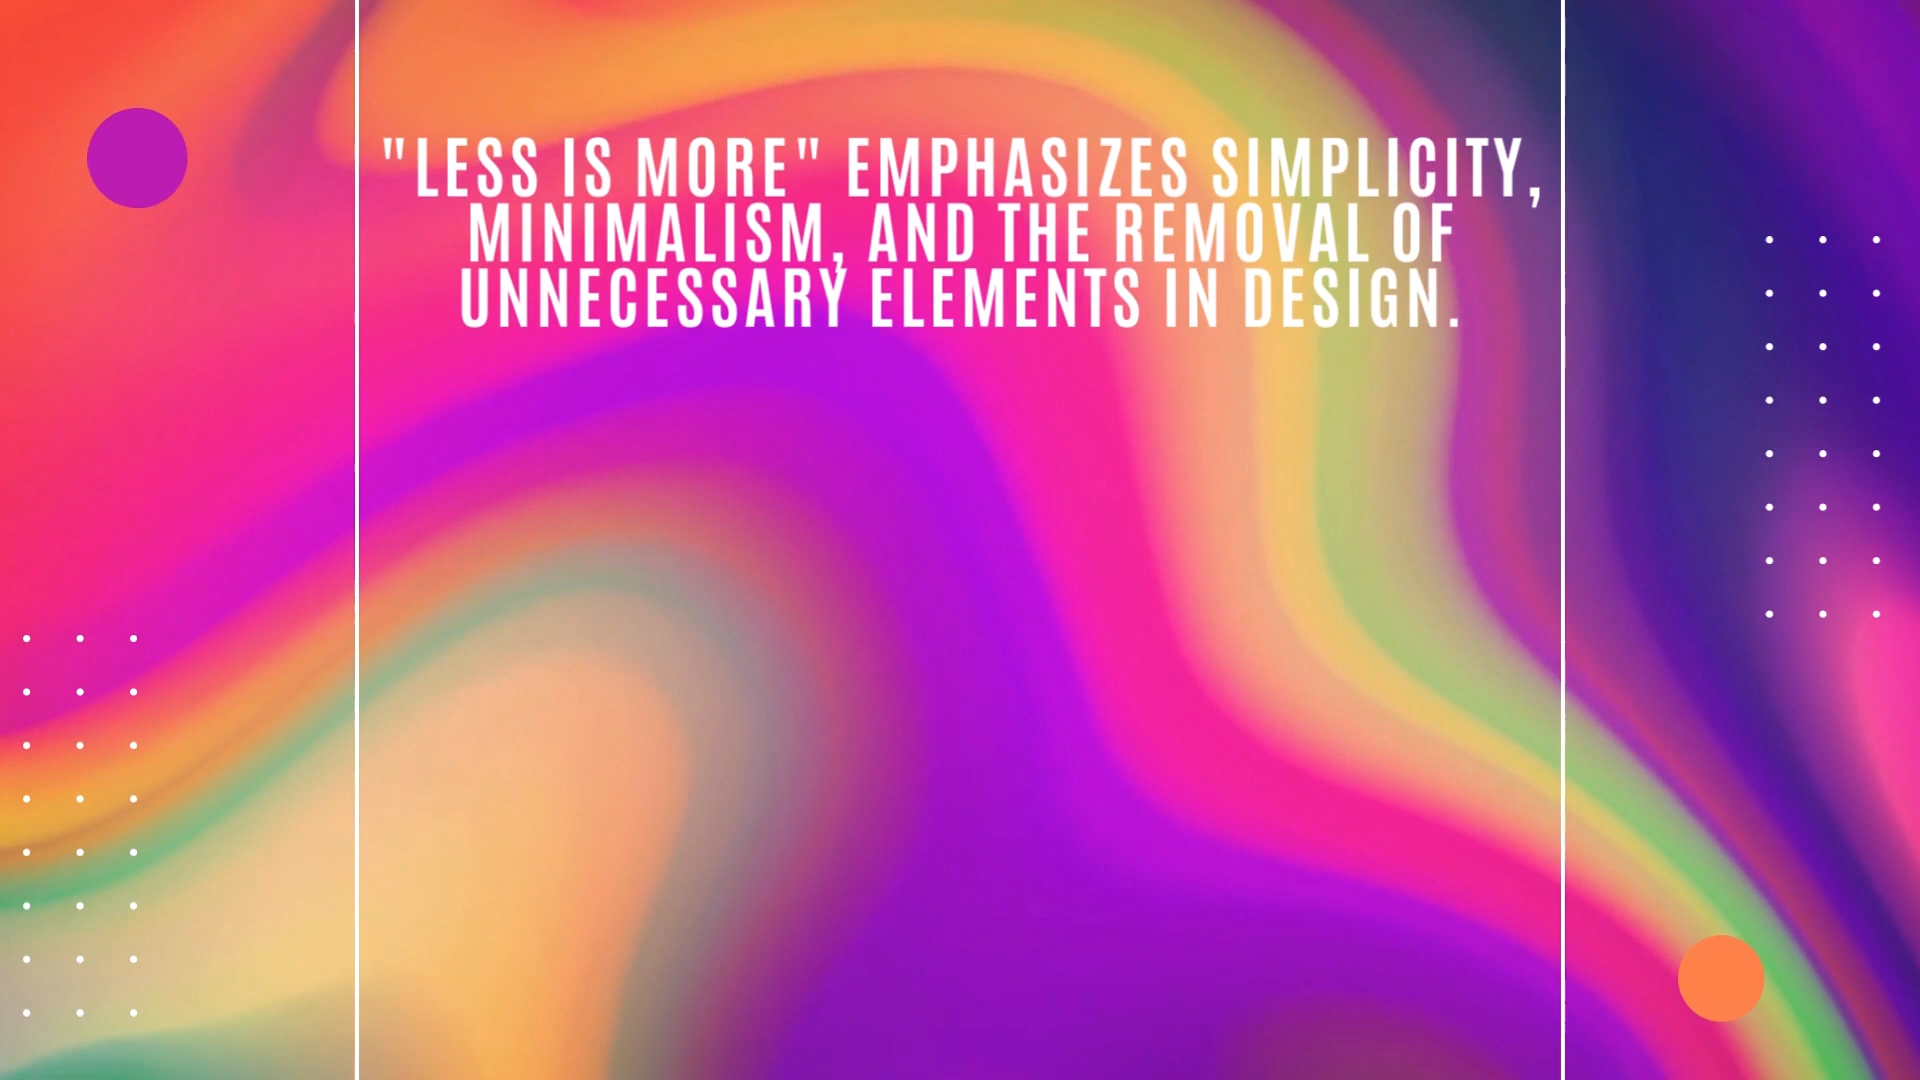 "LESS IS MORE" EMPHASIZES SIMPLICITY,
MINIMALISM, AND THE REMOVAL OF
UNNECESSARY ELEMENTS IN DESIGN.